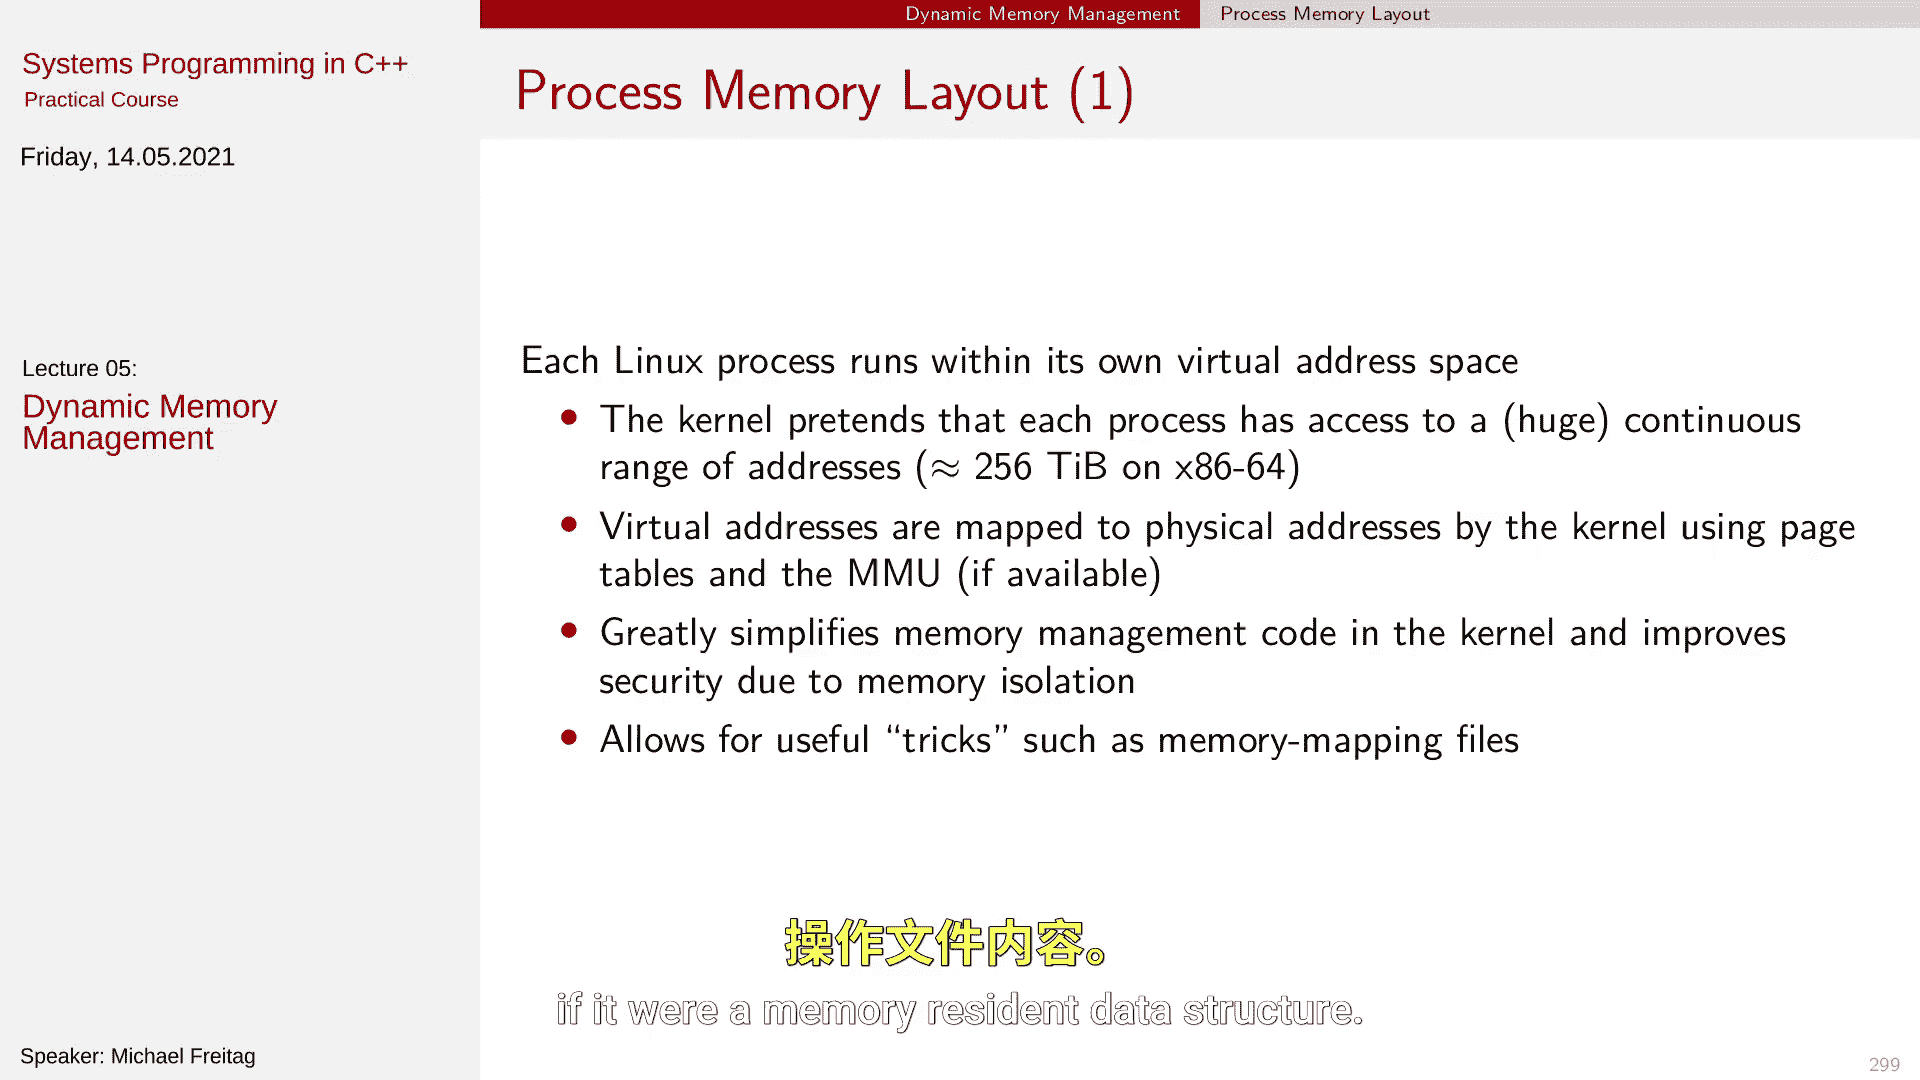 Dynamic Memory Management
Process Memory Layout
Systems Programming in C++
Practical Course
Friday, 14.05.2021
Lecture 05:
Dynamic Memory
Management
Speaker: Michael Freitag
Process Memory Layout (1)
Each Linux process runs within its own virtual address space
• The kernel pretends that each process has access to a (huge) continuous
range of addresses (≈ 256 TiB on x86-64)
• Virtual addresses are mapped to physical addresses by the kernel using page
tables and the MMU (if available)
• Greatly simplifies memory management code in the kernel and improves
security due to memory isolation
• Allows for useful “tricks” such as memory-mapping files
操作文件内容。
if it were a memory resident data structure.
299